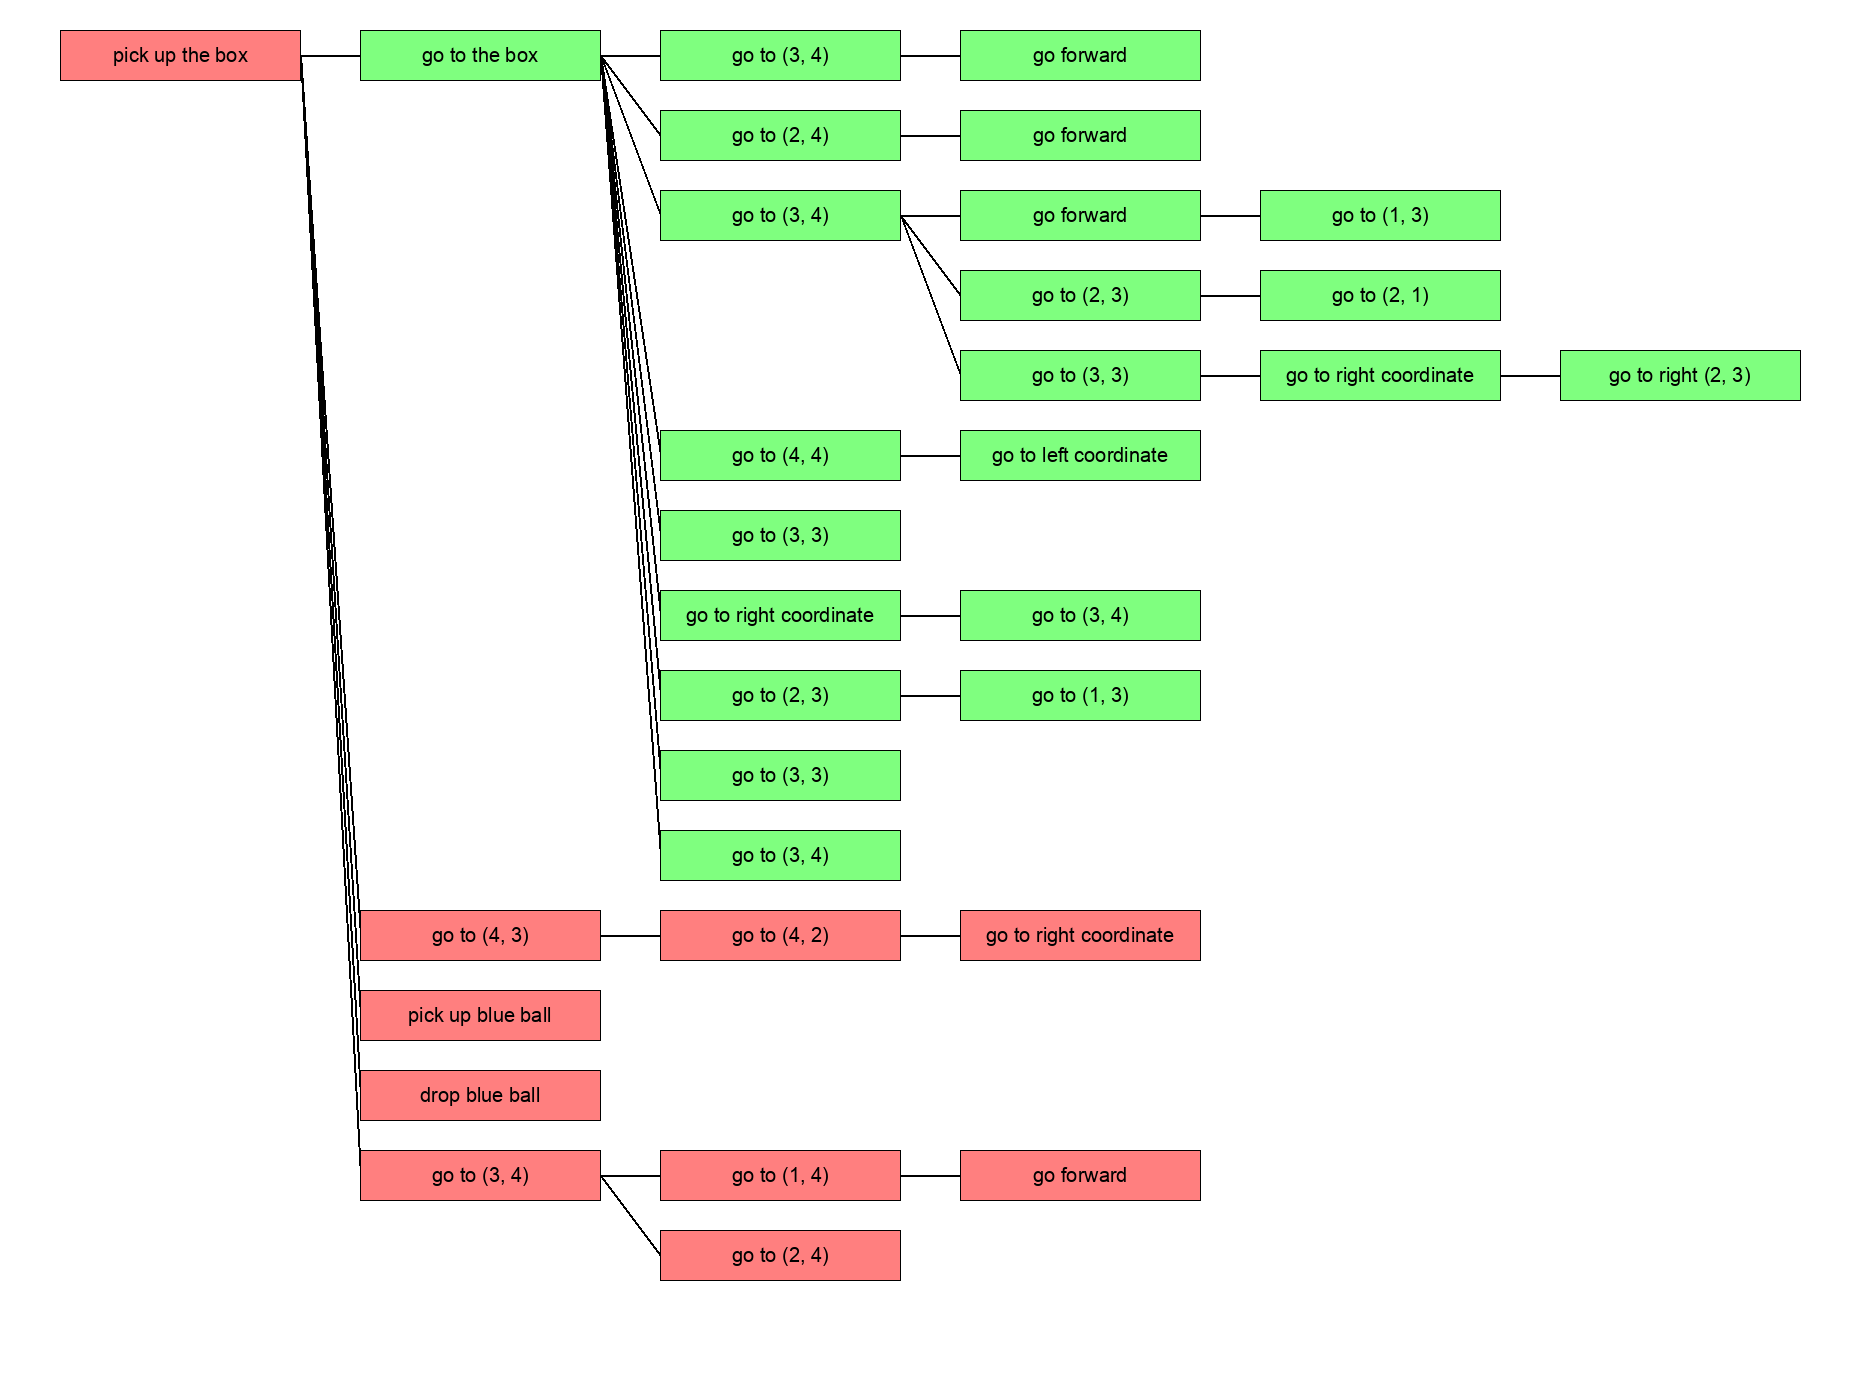 pick up the box
go to the box
go to (3, 4)
go forward
go to (2, 4)
go forward
go to (3, 4)
go forward
go to (1, 3)
go to (2, 3)
go to (2, 1)
go to (3, 3)
go to right coordinate
go to right (2, 3)
go to (4, 4)
go to left coordinate
go to (3, 3)
go to right coordinate
go to (3, 4)
go to (2, 3)
go to (1, 3)
go to (3, 3)
go to (3, 4)
go to (4, 3)
go to (4, 2)
go to right coordinate
pick up blue ball
drop blue ball
go to (3, 4)
go to (1, 4)
go forward
go to (2, 4)